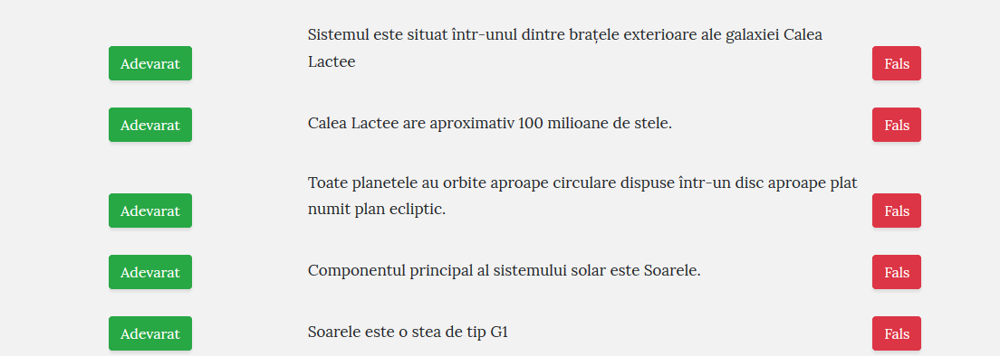 Sistemul este situat într-unul dintre brațele exterioare ale galaxiei Calea
Adevarat Lactee Fals
Adevarat Calea Lactee are aproximativ 100 milioane de stele. Fals
Toate planetele au orbite aproape circulare dispuse într-un disc aproape plat
Adevarat numit plan ecliptic. Fals
Adevarat Componentul principal al sistemului solar este Soarele. Fals
Adevarat Soarele este o stea de tip G1 Fals